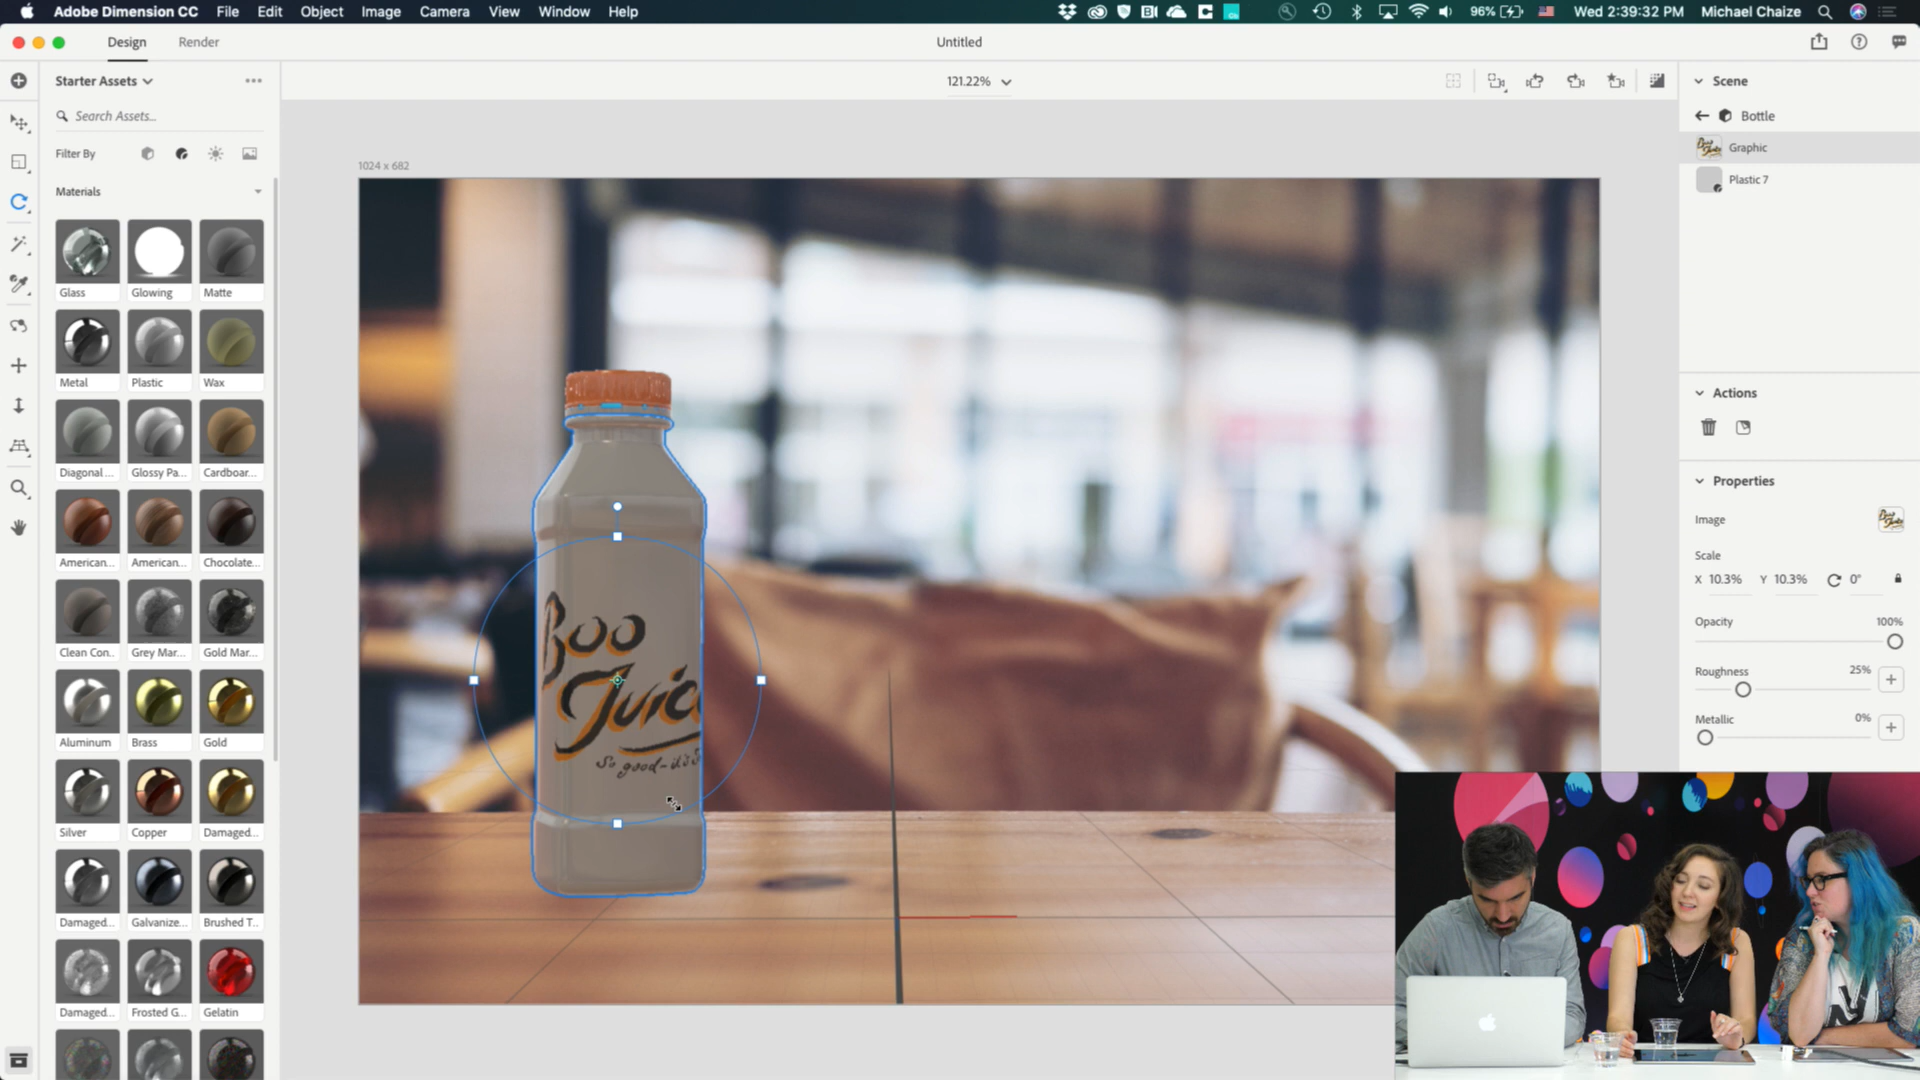 Adobe Dimension CC File Edit Object Image Camera View Window Help
96% Wed 2:39:32 PM Michael Chaize
Design Render Untitled
Starter Assets
121.22%
Scene
Search Assets...
Bottle
Filter By
Graphic
1024 x 682
Plastic 7
Materials
Glass Glowing Matte
Metal Plastic Wax
Actions
Diagonal ... Glossy Pa... Cardboar...
Properties
Image
American... American... Chocolate...
Scale
X 10.3% Y 10.3% 0°
Opacity 100%
Clean Con.. Grey Mar... Gold Mar...
Roughness 25%
Metallic 0%
Aluminum Brass Gold
Boo
Juic
So good-it's
Silver Copper Damaged...
Damaged... Galvanize... Brushed T...
Damaged... Frosted G... Gelatin